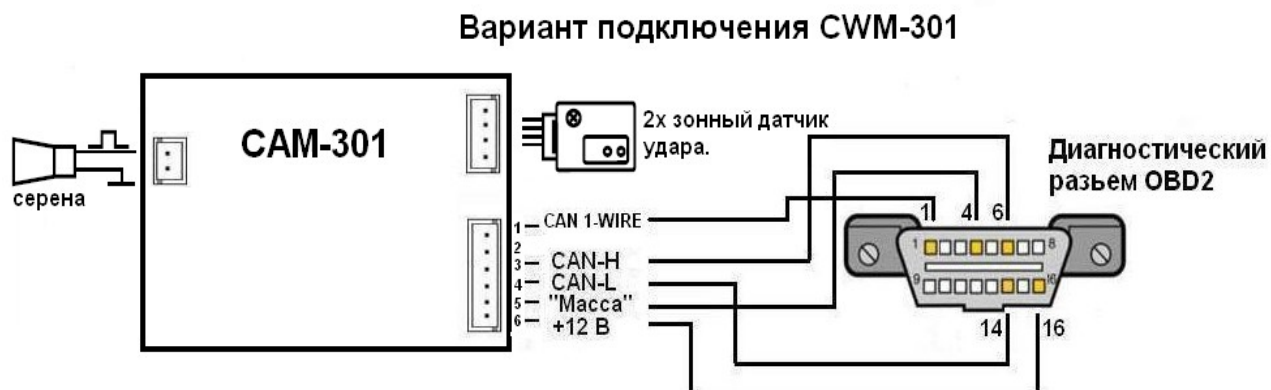 Вариант подключения CWM-301
CAM-301
2х зонный датчик
удара.
серена
Диагностический
разьем OBD2
1 CAN 1-WIRE
2
3 CAN-H
4 CAN-L
5 "Масса"
6 +12 В
1 4 6
1 8
9 16
14 16